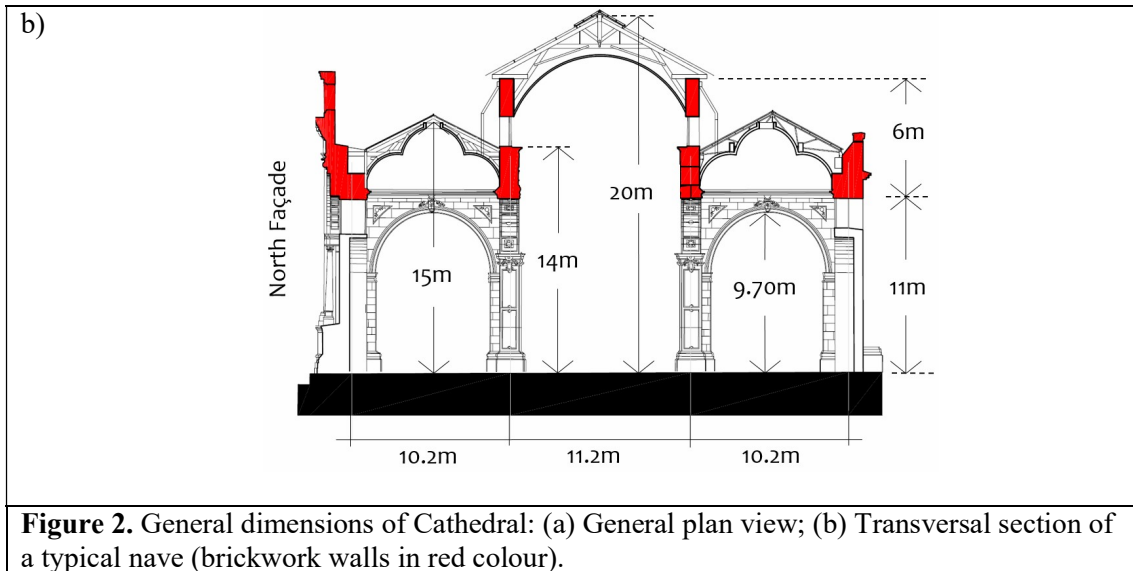 b)
North Façade
15m
14m
20m
9.70m
6m
11m
10.2m
11.2m
10.2m
Figure 2. General dimensions of Cathedral: (a) General plan view; (b) Transversal section of
a typical nave (brickwork walls in red colour).